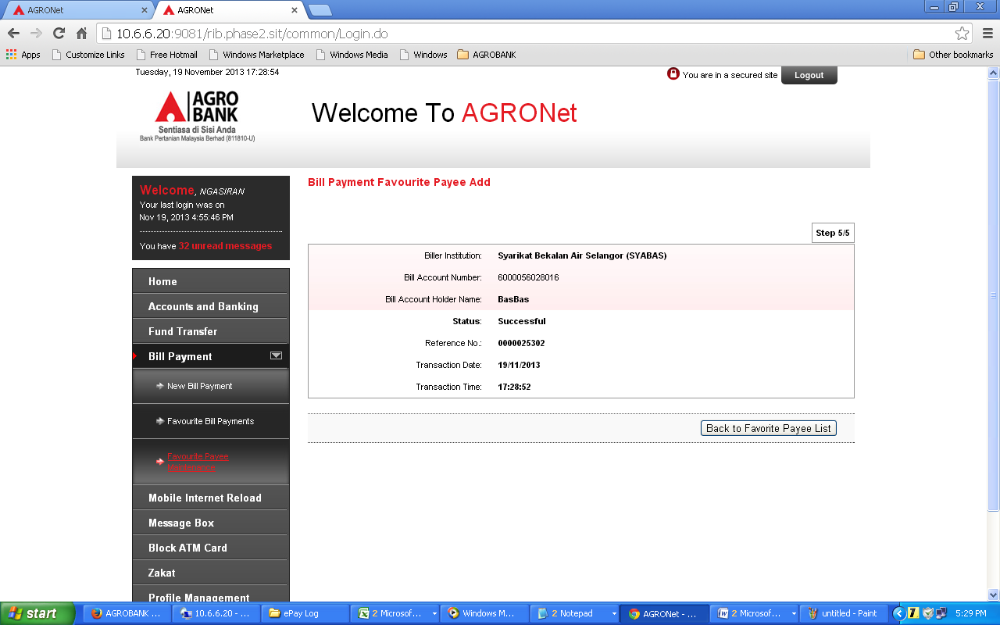 AGRONet
AGRONet
10.6.6.20:9081/rib.phase2.sit/common/Login.do
Apps Customize Links Free Hotmail Windows Marketplace Windows Media Windows AGROBANK Other bookmarks
Tuesday, 19 November 2013 17:28:54
You are in a secured site Logout
AGRO
BANK
Sentiasa di Sisi Anda
Bank Pertanian Malaysia Berhad (811810-U)
Welcome To AGRONet
Welcome, NGASIRAN
Your last login was on
Nov 19, 2013 4:55:46 PM
You have 32 unread messages
Home
Accounts and Banking
Fund Transfer
Bill Payment
New Bill Payment
Favourite Bill Payments
Favourite Payee
Maintenance
Mobile Internet Reload
Message Box
Block ATM Card
Zakat
Profile Management
Bill Payment Favourite Payee Add
Step 5/5
Biller Institution: Syarikat Bekalan Air Selangor (SYABAS)
Bill Account Number: 6000056028016
Bill Account Holder Name: BasBas
Status: Successful
Reference No.: 0000025302
Transaction Date: 19/11/2013
Transaction Time: 17:28:52
Back to Favorite Payee List
start AGROBANK ... 10.6.6.20 - ... ePay Log 2 Microsof... Windows M... 2 Notepad AGRONet - ... 2 Microsof... untitled - Paint 7 5:29 PM